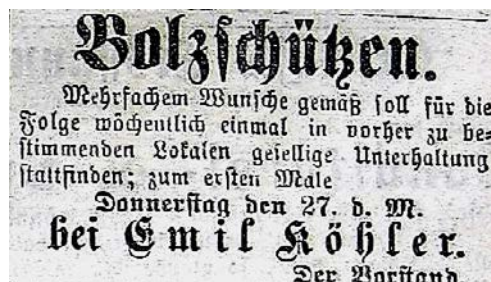 Bolzschützen.
Mehrfachem Wunsche gemäß soll für die
Folge wöchentlich einmal in vorher zu be=
stimmenden Lokalen gesellige Unterhaltung
stattfinden; zum ersten Male
Donnerstag den 27. d. M.
bei Emil Köhler.
Der Vorstand.